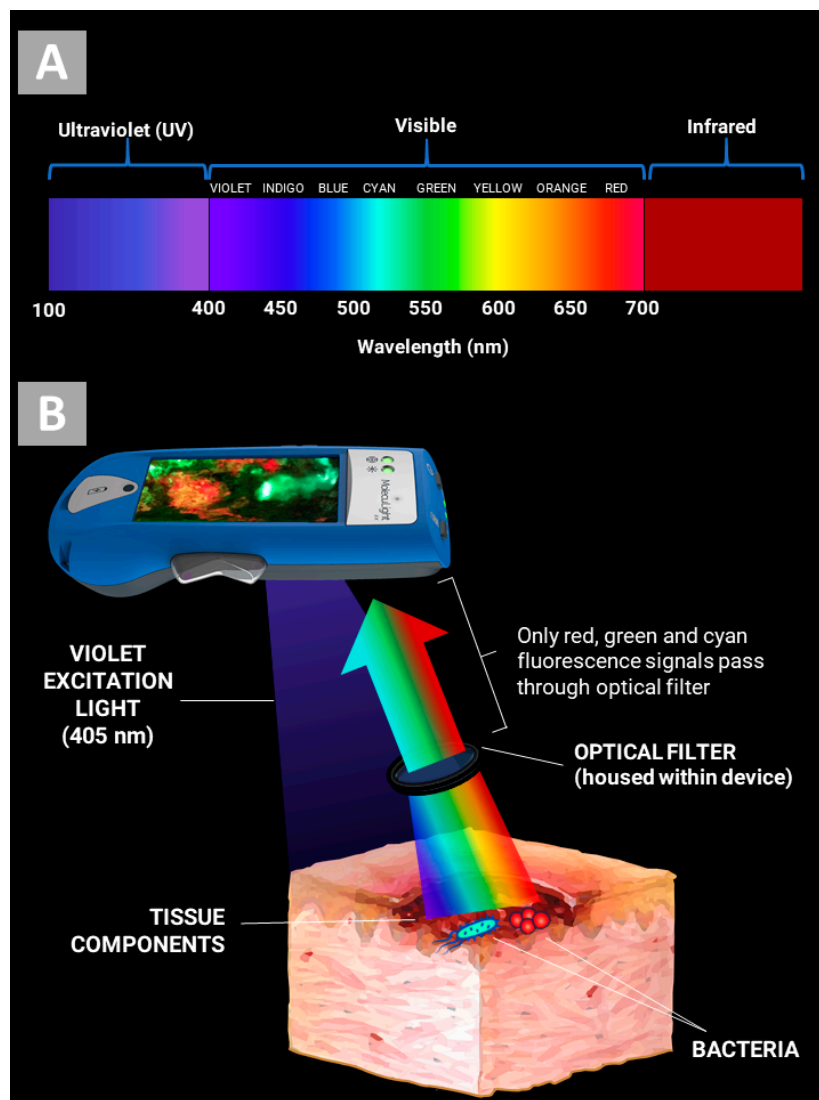 A
Ultraviolet (UV)
Visible
Infrared
VIOLET INDIGO BLUE CYAN GREEN YELLOW ORANGE RED
100 400 450 500 550 600 650 700
Wavelength (nm)
B
MolecuLight
VIOLET
EXCITATION
LIGHT
(405 nm)
Only red, green and cyan
fluorescence signals pass
through optical filter
OPTICAL FILTER
(housed within device)
TISSUE
COMPONENTS
BACTERIA